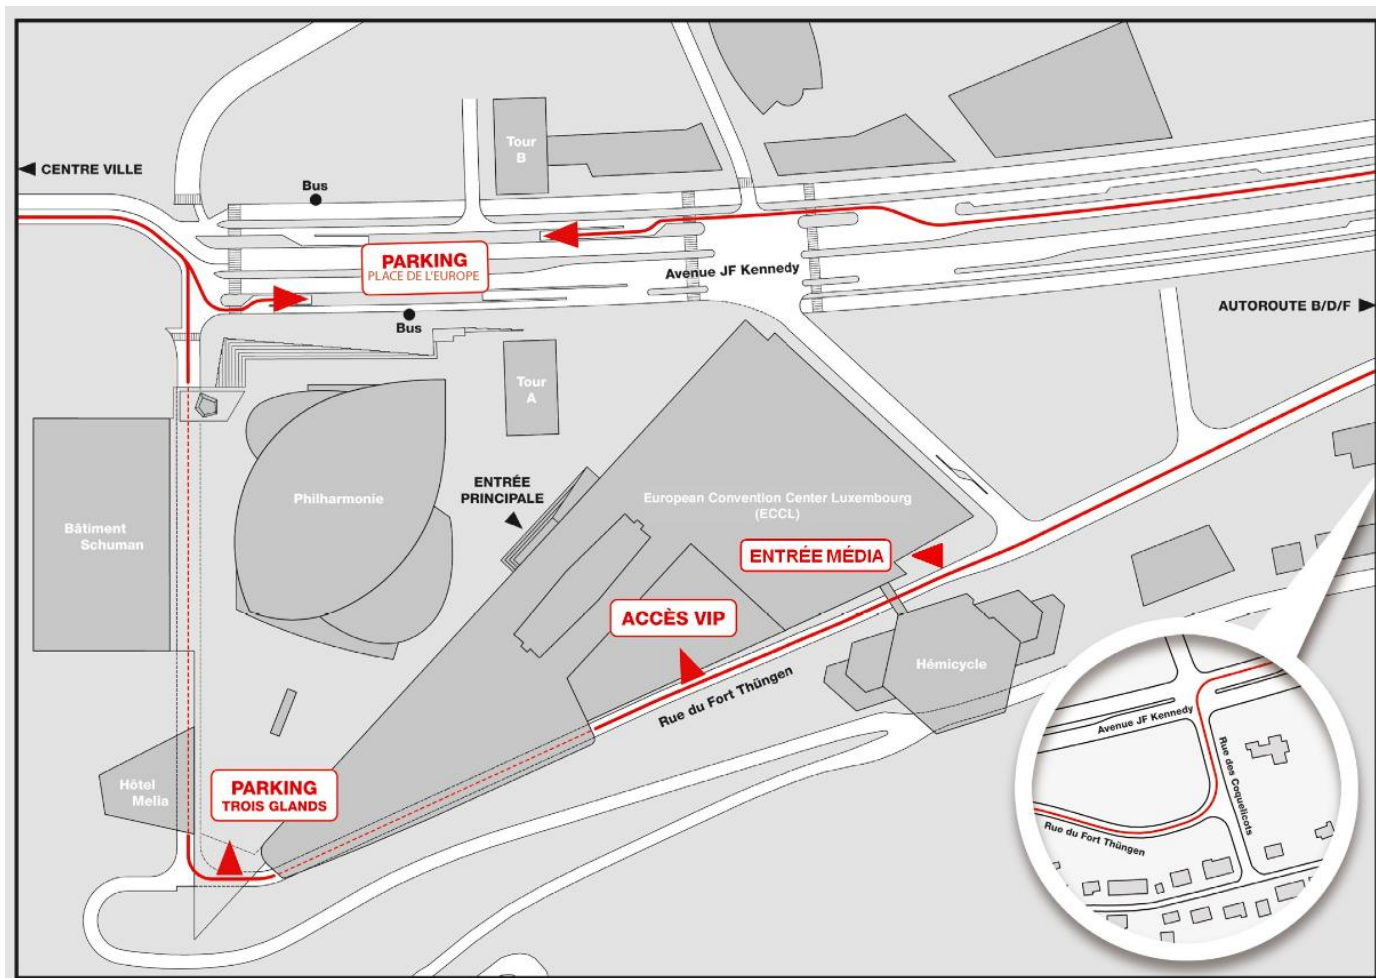 Tour
B
CENTRE VILLE
Bus
PARKING
PLACE DE L'EUROPE
Avenue JF Kennedy
AUTOROUTE B/D/F
Bus
Tour
A
ENTRÉE
PRINCIPALE
Philharmonie
European Convention Center Luxembourg
(ECCL)
Bâtiment
Schuman
ENTRÉE MÉDIA
ACCÈS VIP
Hémicycle
Rue du Fort Thüngen
Hôtel
Melia
PARKING
TROIS GLANDS
Avenue JF Kennedy
Rue des Coquelicots
Rue du Fort Thüngen